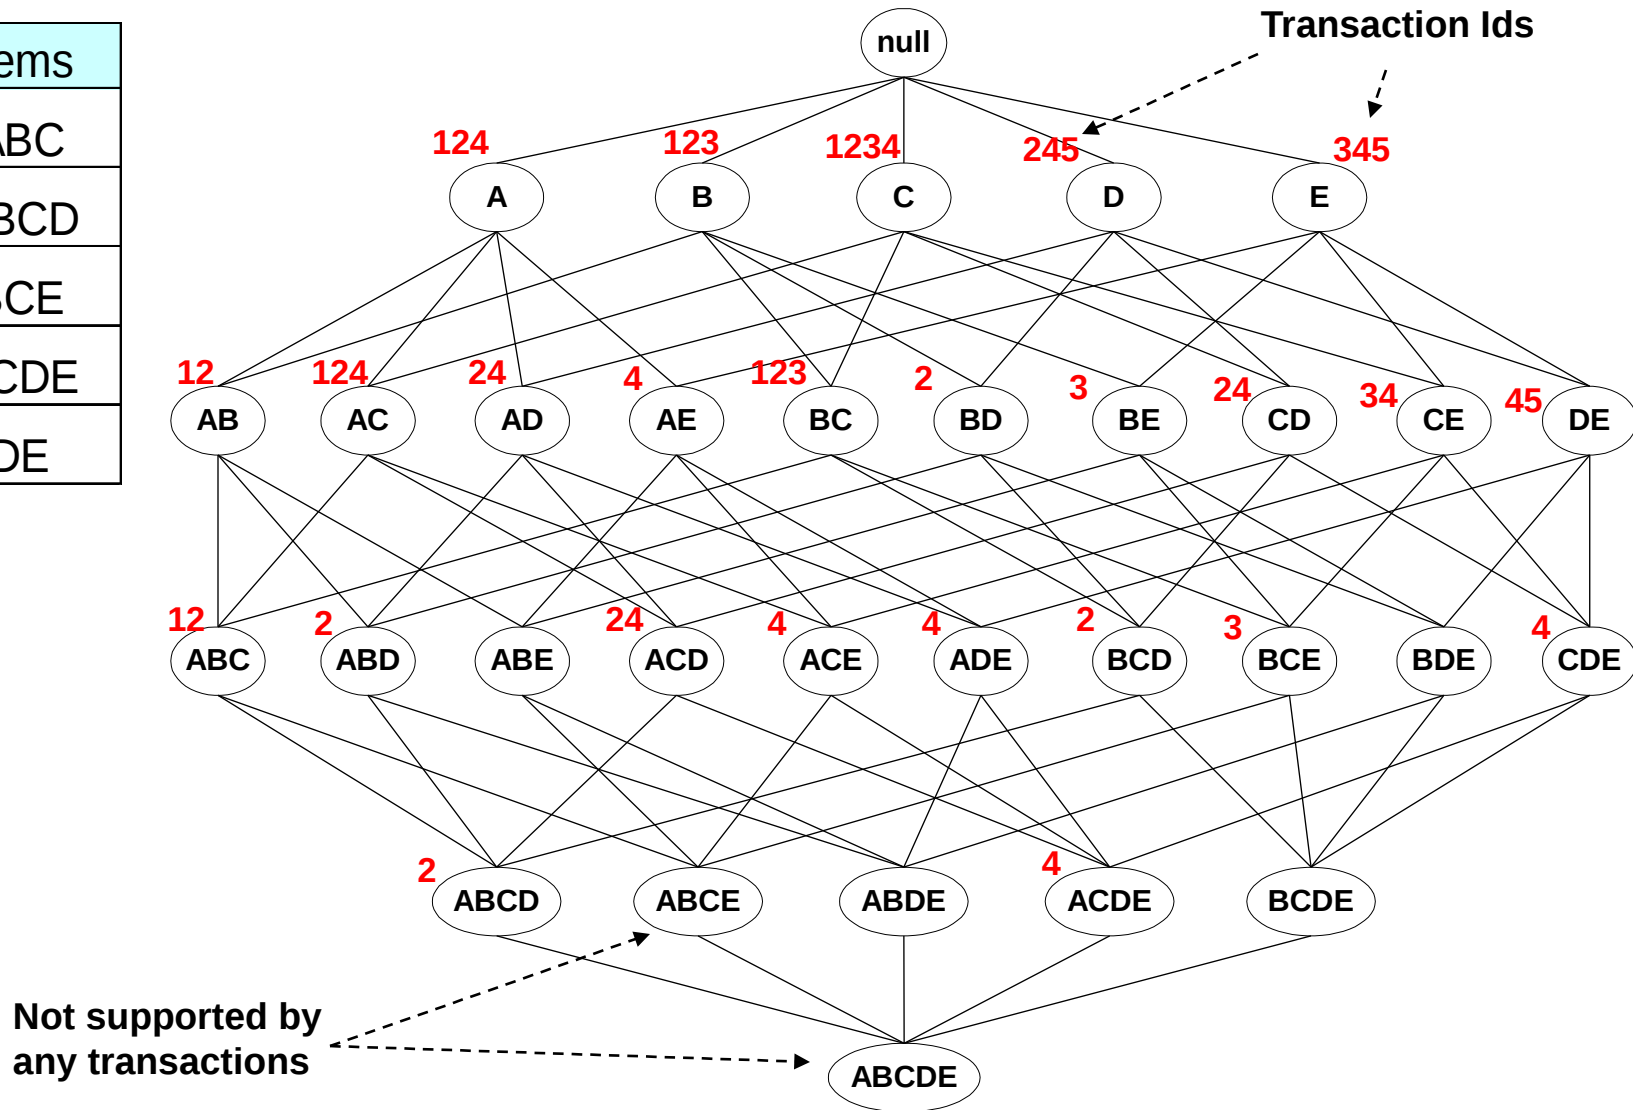 Transaction Ids
null
ems
ABC
BCD
BCE
CDE
DE
124
123
1234
245
345
A
B
C
D
E
12
124
24
4
123
2
3
24
34
45
AB
AC
AD
AE
BC
BD
BE
CD
CE
DE
12
2
24
4
4
2
3
4
ABC
ABD
ABE
ACD
ACE
ADE
BCD
BCE
BDE
CDE
2
4
ABCD
ABCE
ABDE
ACDE
BCDE
Not supported by
any transactions
ABCDE